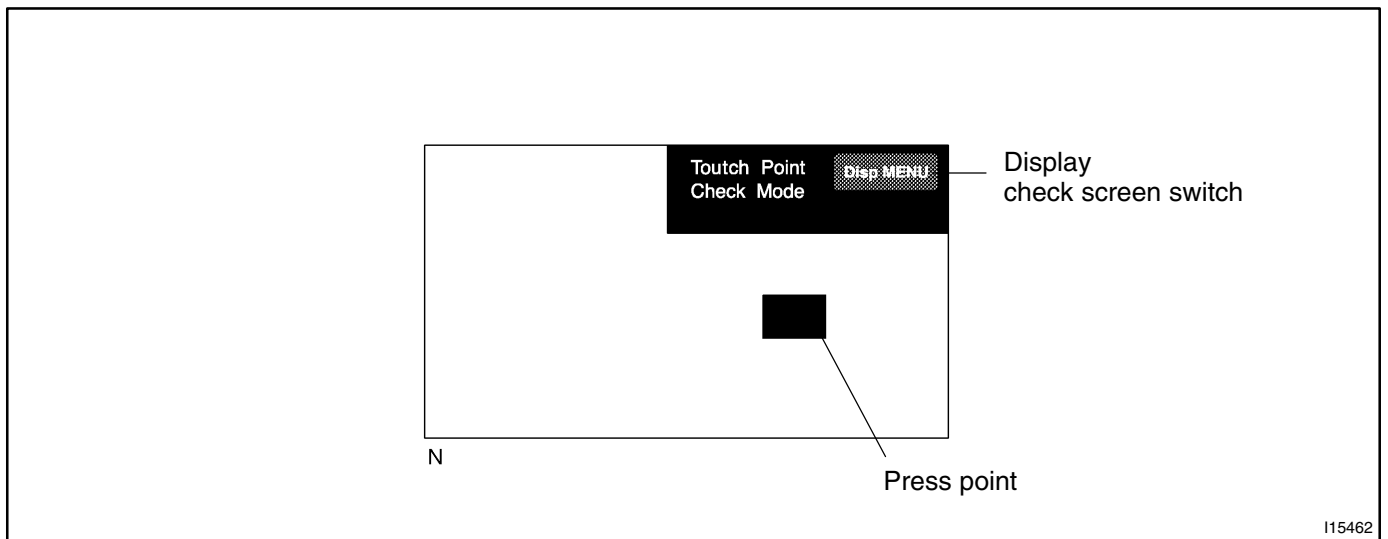 Toutch Point
Check Mode
Disp MENU
Display
check screen switch
N
Press point
I15462